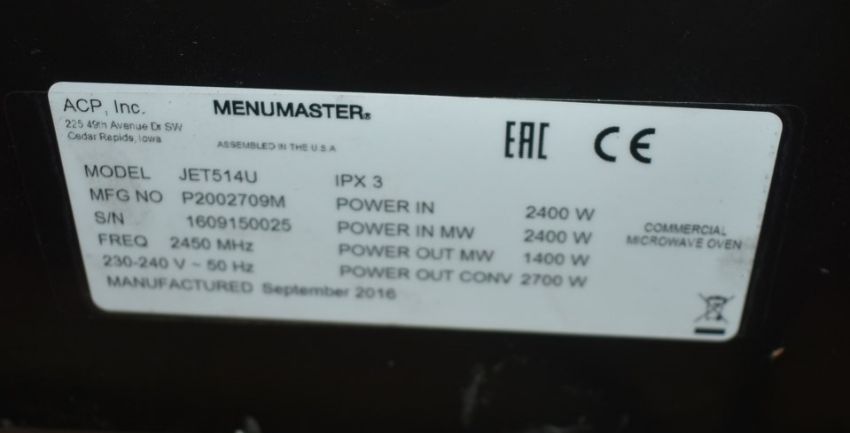 ACP, Inc.
225 49th Avenue Dr SW
Cedar Rapids, Iowa
MENUMASTER®
ASSEMBLED IN THE U.S.A
EAC CE
MODEL JET514U
MFG NO P2002709M
S/N 1609150025
FREQ 2450 MHz
230-240 V ~ 50 Hz
MANUFACTURED September 2016
IPX 3
POWER IN 2400 W
POWER IN MW 2400 W
POWER OUT MW 1400 W
POWER OUT CONV 2700 W
COMMERCIAL
MICROWAVE OVEN